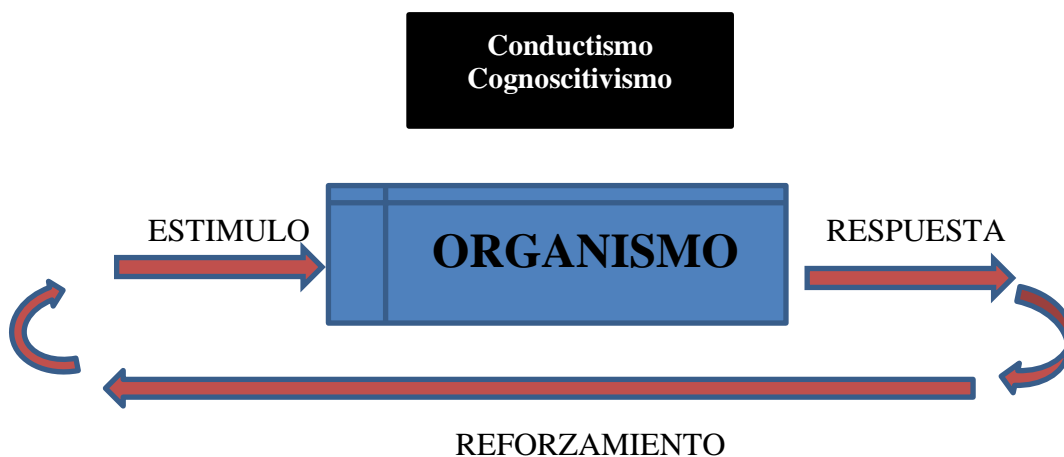 Conductismo
Cognoscitivismo
ESTIMULO
ORGANISMO
RESPUESTA
REFORZAMIENTO